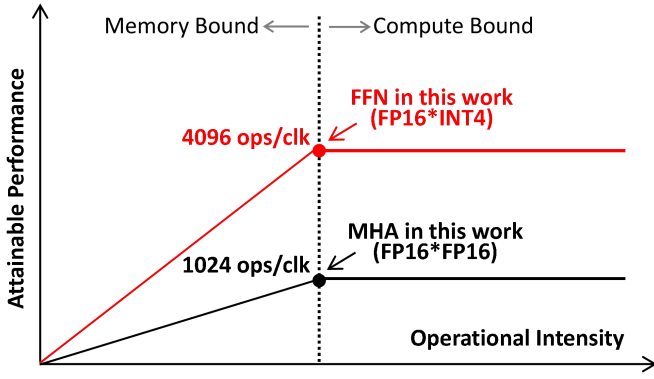 Memory Bound
Compute Bound
FFN in this work
(FP16*INT4)
4096 ops/clk
Attainable Performance
MHA in this work
(FP16*FP16)
1024 ops/clk
Operational Intensity